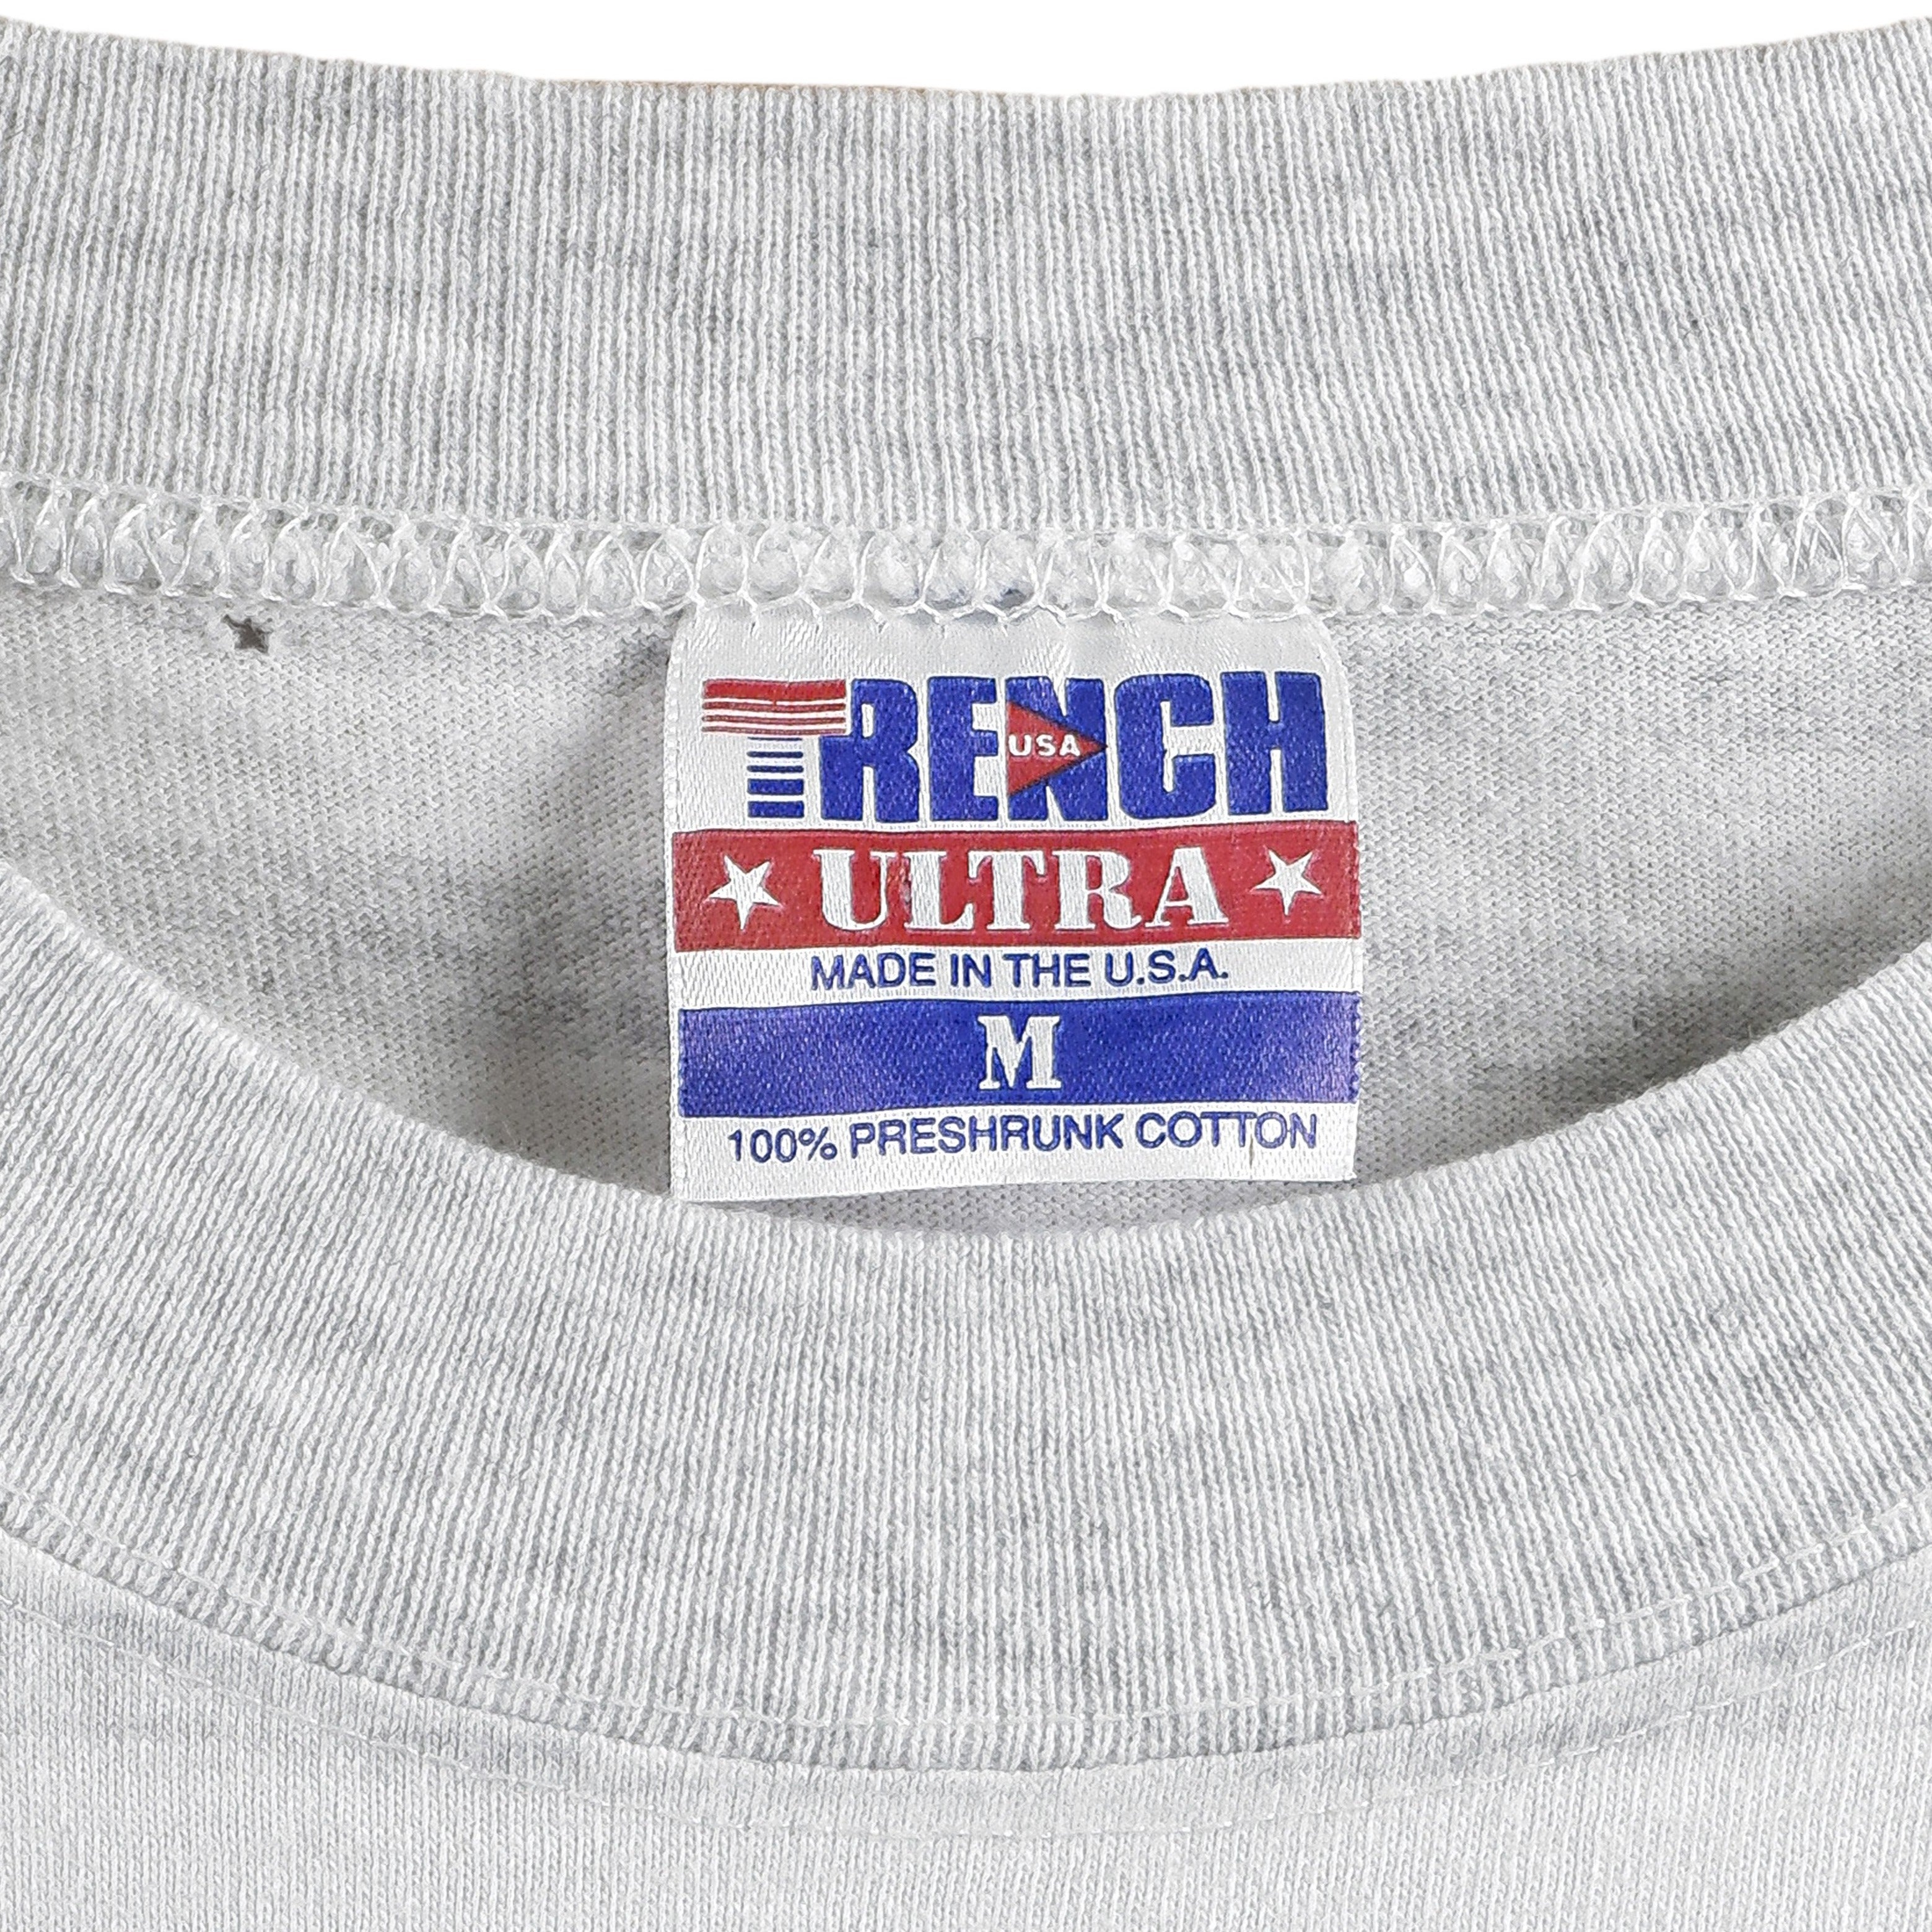 TRENCH
USA
ULTRA
MADE IN THE U.S.A.
M
100% PRESHRUNK COTTON